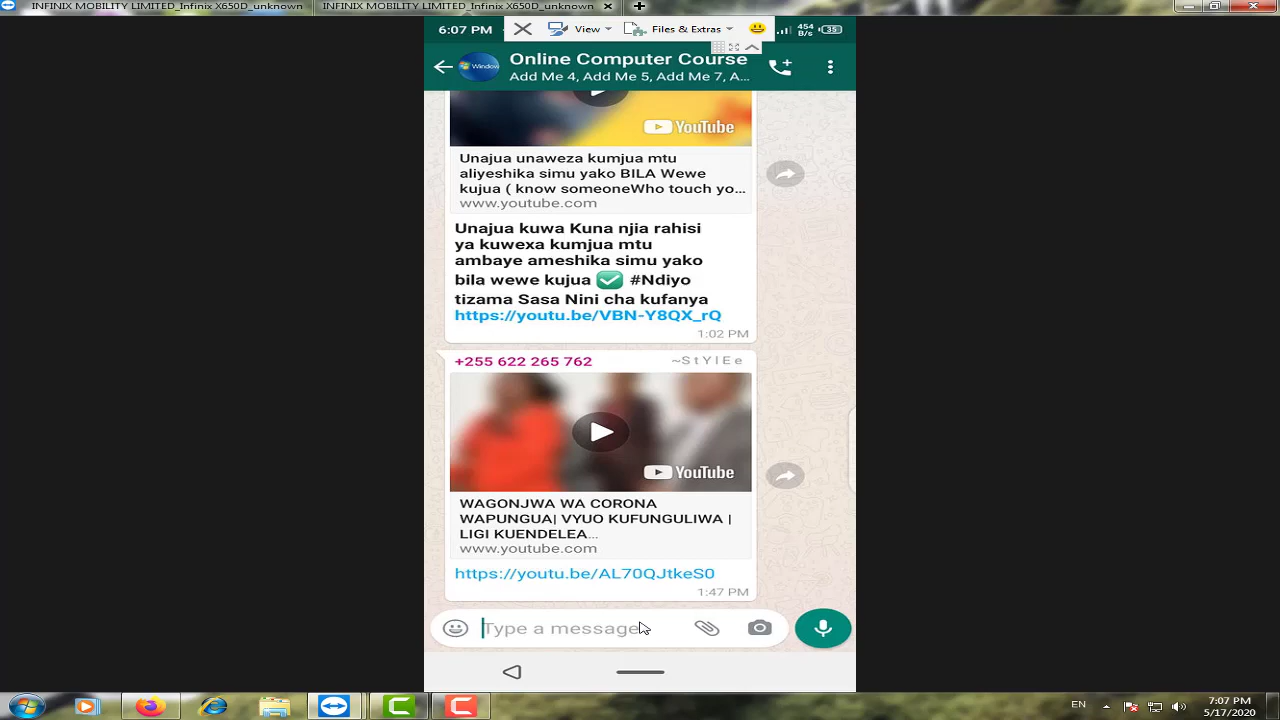 INFINIX MOBILITY LIMITED_Infinix X650D_unknown INFINIX MOBILITY LIMITED_Infinix X650D_unknown
6:07 PM View Files & Extras 454 B/s 35
Online Computer Course
Add Me 4, Add Me 5, Add Me 7, A...
Window
YouTube
Unajua unaweza kumjua mtu
aliyeshika simu yako BILA Wewe
kujua ( know someoneWho touch yo...
www.youtube.com
Unajua kuwa Kuna njia rahisi
ya kuwexa kumjua mtu
ambaye ameshika simu yako
bila wewe kujua ✅ #Ndiyo
tizama Sasa Nini cha kufanya
https://youtu.be/VBN-Y8QX_rQ
1:02 PM
+255 622 265 762 ~StYlEe
YouTube
WAGONJWA WA CORONA
WAPUNGUA| VYUO KUFUNGULIWA |
LIGI KUENDELEA...
www.youtube.com
https://youtu.be/AL70QJtkeS0
1:47 PM
Type a message
EN 7:07 PM
5/17/2020